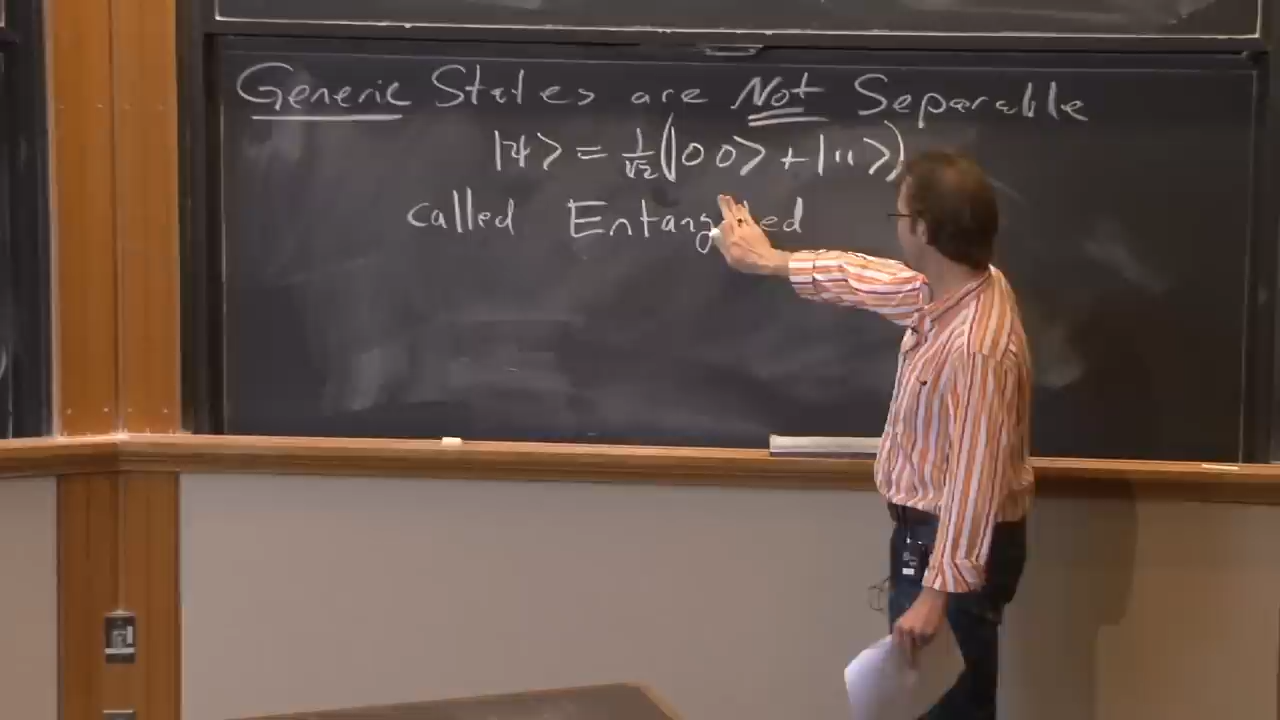 Generic States are Not Separable
|ψ> = 1/√2 (|00> + |11>)
called Entangled